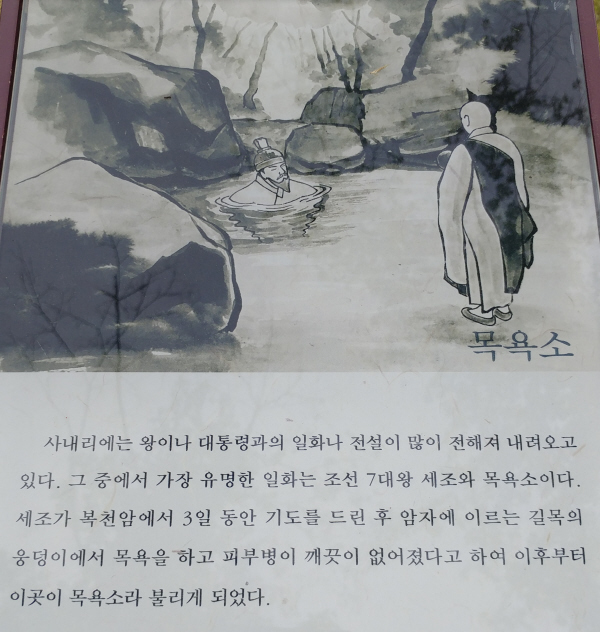 목욕소
사내리에는 왕이나 대통령과의 일화나 전설이 많이 전해져 내려오고
있다. 그 중에서 가장 유명한 일화는 조선 7대왕 세조와 목욕소이다.
세조가 복천암에서 3일 동안 기도를 드린 후 암자에 이르는 길목의
웅덩이에서 목욕을 하고 피부병이 깨끗이 없어졌다고 하여 이후부터
이곳이 목욕소라 불리게 되었다.